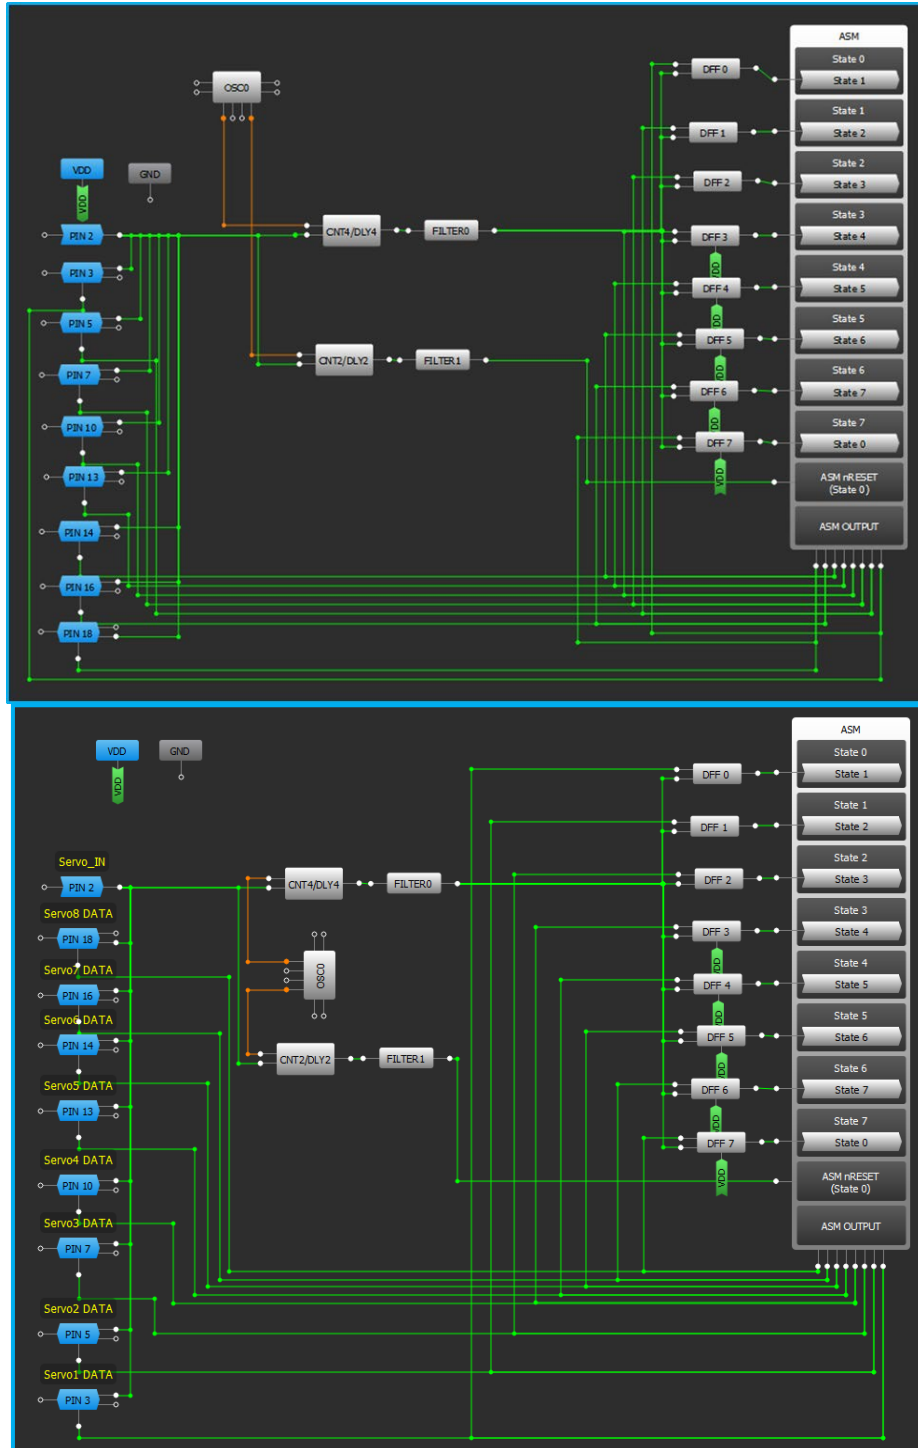 ASM
State 0
State 1
State 1
State 2
State 2
State 3
State 3
State 4
State 4
State 5
State 5
State 6
State 6
State 7
State 7
State 0
ASM nRESET
(State 0)
ASM OUTPUT
DFF 0
DFF 1
DFF 2
DFF 3
VDD
DFF 4
VDD
DFF 5
VDD
DFF 6
VDD
DFF 7
VDD
OSC0
VDD
VDD
GND
PIN 2
PIN 3
PIN 5
PIN 7
PIN 10
PIN 13
PIN 14
PIN 16
PIN 18
CNT4/DLY4
FILTER0
CNT2/DLY2
FILTER1
ASM
State 0
State 1
State 1
State 2
State 2
State 3
State 3
State 4
State 4
State 5
State 5
State 6
State 6
State 7
State 7
State 0
ASM nRESET
(State 0)
ASM OUTPUT
DFF 0
DFF 1
DFF 2
DFF 3
VDD
DFF 4
VDD
DFF 5
VDD
DFF 6
VDD
DFF 7
VDD
VDD
VDD
GND
Servo_IN
PIN 2
Servo8 DATA
PIN 18
Servo7 DATA
PIN 16
Servo6 DATA
PIN 14
Servo5 DATA
PIN 13
Servo4 DATA
PIN 10
Servo3 DATA
PIN 7
Servo2 DATA
PIN 5
Servo1 DATA
PIN 3
CNT4/DLY4
FILTER0
OSC0
CNT2/DLY2
FILTER1